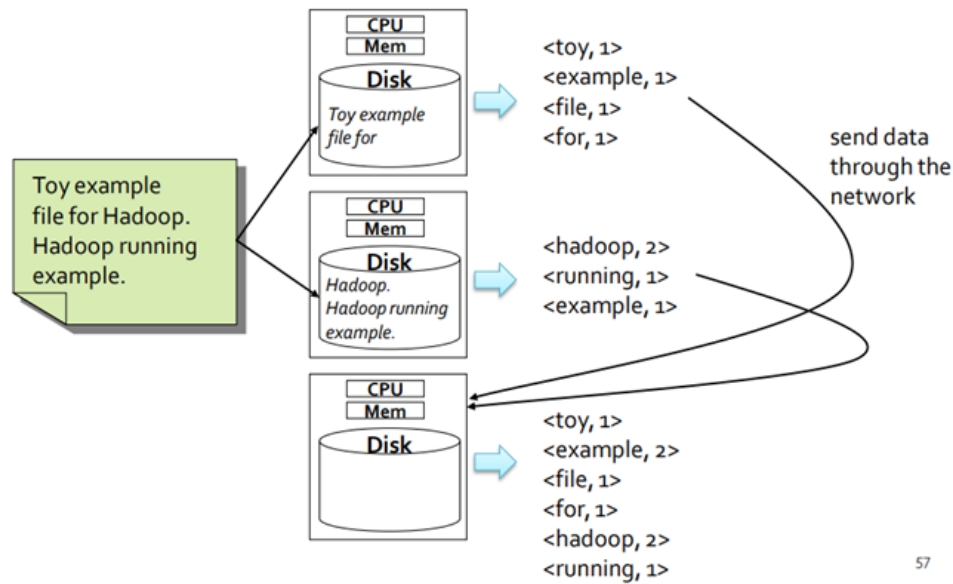 Toy example
file for Hadoop.
Hadoop running
example.
CPU
Mem
Disk
Toy example
file for
<toy, 1>
<example, 1>
<file, 1>
<for, 1>
send data
through the
network
CPU
Mem
Disk
Hadoop.
Hadoop running
example.
<hadoop, 2>
<running, 1>
<example, 1>
CPU
Mem
Disk
<toy, 1>
<example, 2>
<file, 1>
<for, 1>
<hadoop, 2>
<running, 1>
57